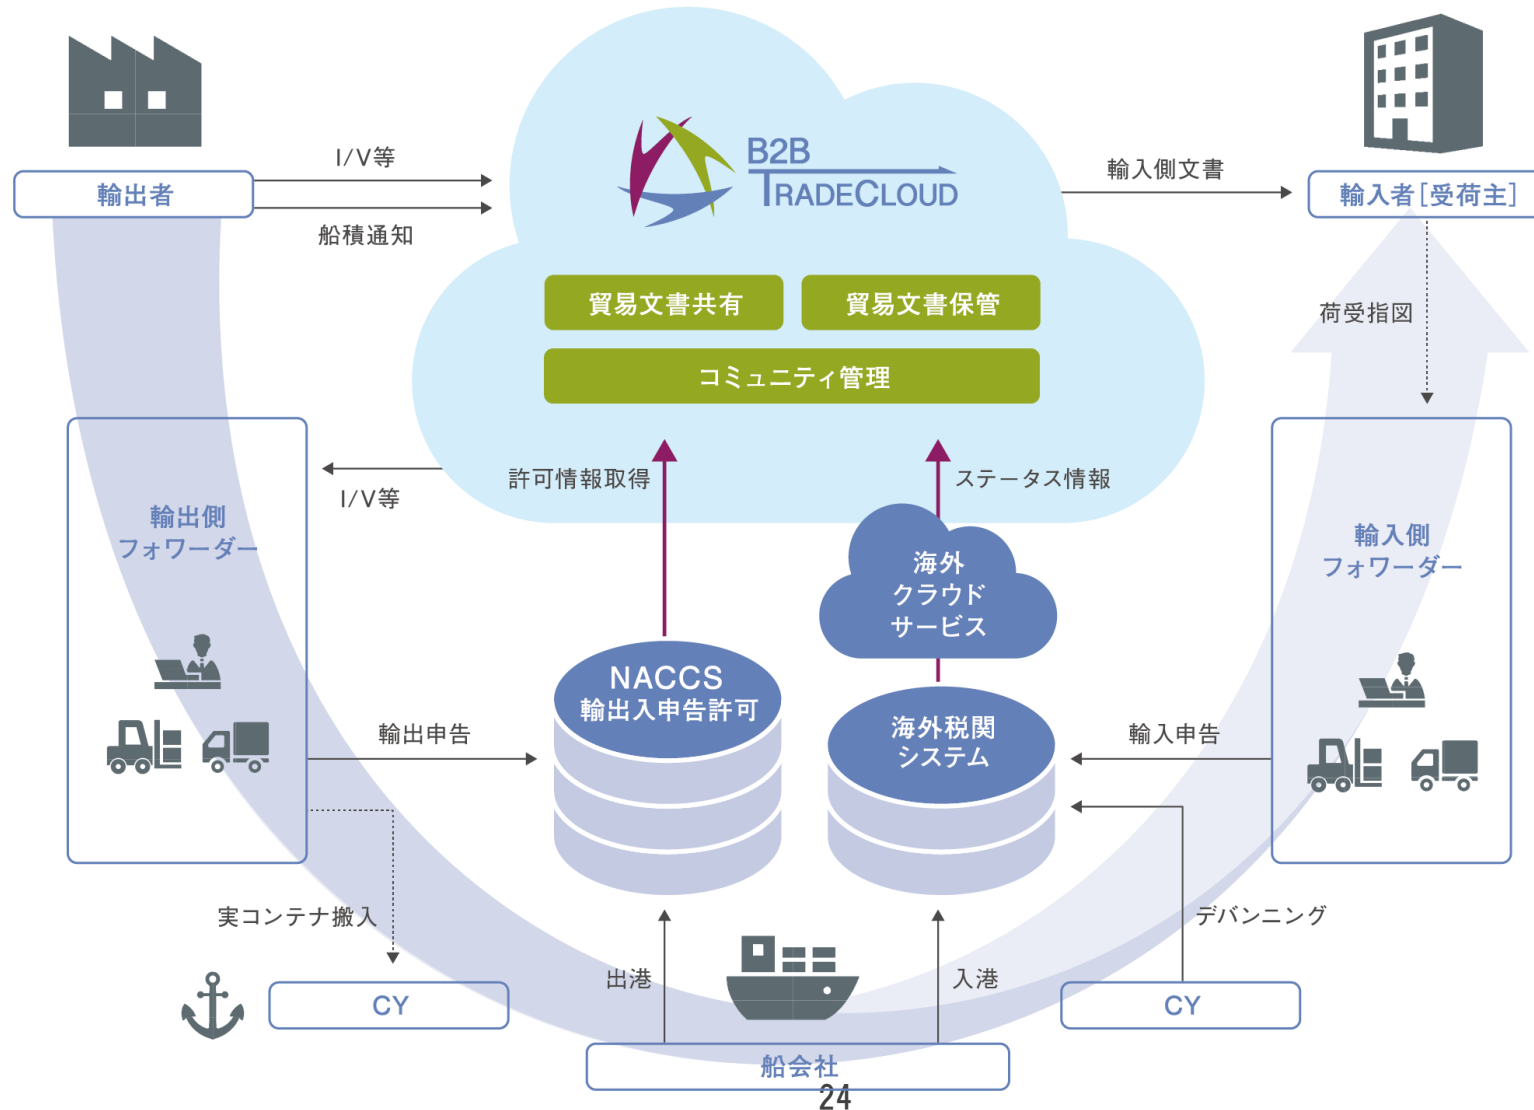 I/V等
輸出者
船積通知
B2B
TRADECLOUD
輸入側文書
輸入者[受荷主]
貿易文書共有
貿易文書保管
コミュニティ管理
荷受指図
許可情報取得
ステータス情報
I/V等
輸出側
フォワーダー
海外
クラウド
サービス
輸入側
フォワーダー
NACCS
輸出入申告許可
海外税関
システム
輸出申告
輸入申告
実コンテナ搬入
デバンニング
出港
入港
CY
CY
船会社
24